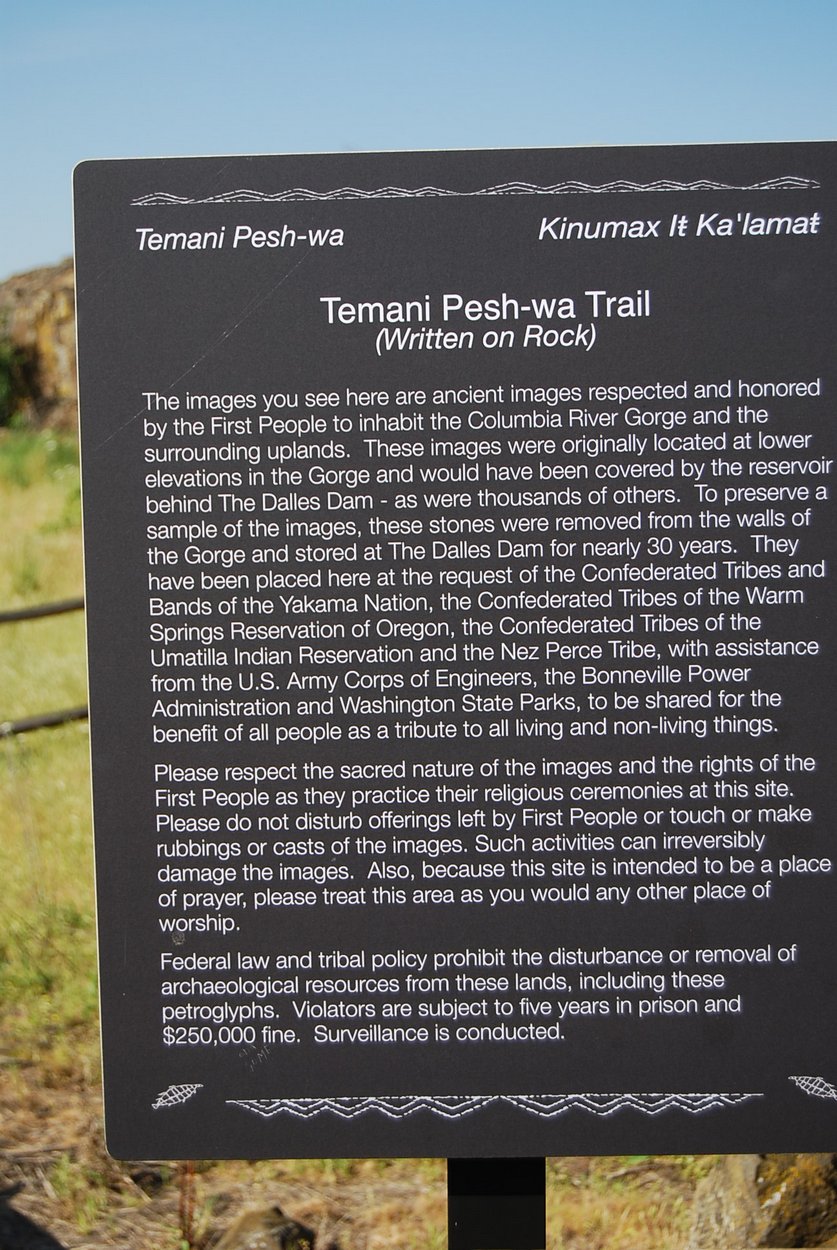 Temani Pesh-wa
Kinumax Iŧ Ka'lamaŧ
Temani Pesh-wa Trail
(Written on Rock)
The images you see here are ancient images respected and honored
by the First People to inhabit the Columbia River Gorge and the
surrounding uplands.  These images were originally located at lower
elevations in the Gorge and would have been covered by the reservoir
behind The Dalles Dam - as were thousands of others.  To preserve a
sample of the images, these stones were removed from the walls of
the Gorge and stored at The Dalles Dam for nearly 30 years.  They
have been placed here at the request of the Confederated Tribes and
Bands of the Yakama Nation, the Confederated Tribes of the Warm
Springs Reservation of Oregon, the Confederated Tribes of the
Umatilla Indian Reservation and the Nez Perce Tribe, with assistance
from the U.S. Army Corps of Engineers, the Bonneville Power
Administration and Washington State Parks, to be shared for the
benefit of all people as a tribute to all living and non-living things.
Please respect the sacred nature of the images and the rights of the
First People as they practice their religious ceremonies at this site.
Please do not disturb offerings left by First People or touch or make
rubbings or casts of the images. Such activities can irreversibly
damage the images.  Also, because this site is intended to be a place
of prayer, please treat this area as you would any other place of
worship.
Federal law and tribal policy prohibit the disturbance or removal of
archaeological resources from these lands, including these
petroglyphs.  Violators are subject to five years in prison and
$250,000 fine.  Surveillance is conducted.